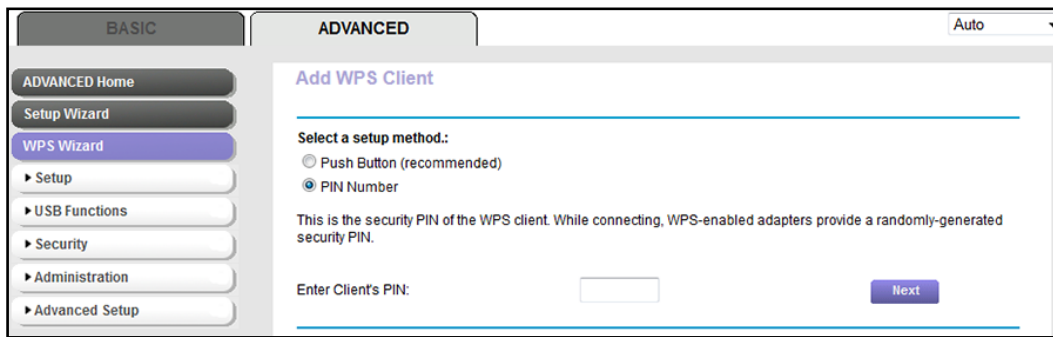 BASIC
ADVANCED
Auto
ADVANCED Home
Setup Wizard
WPS Wizard
Setup
USB Functions
Security
Administration
Advanced Setup
Add WPS Client
Select a setup method.:
Push Button (recommended)
PIN Number
This is the security PIN of the WPS client. While connecting, WPS-enabled adapters provide a randomly-generated
security PIN.
Enter Client's PIN:
Next